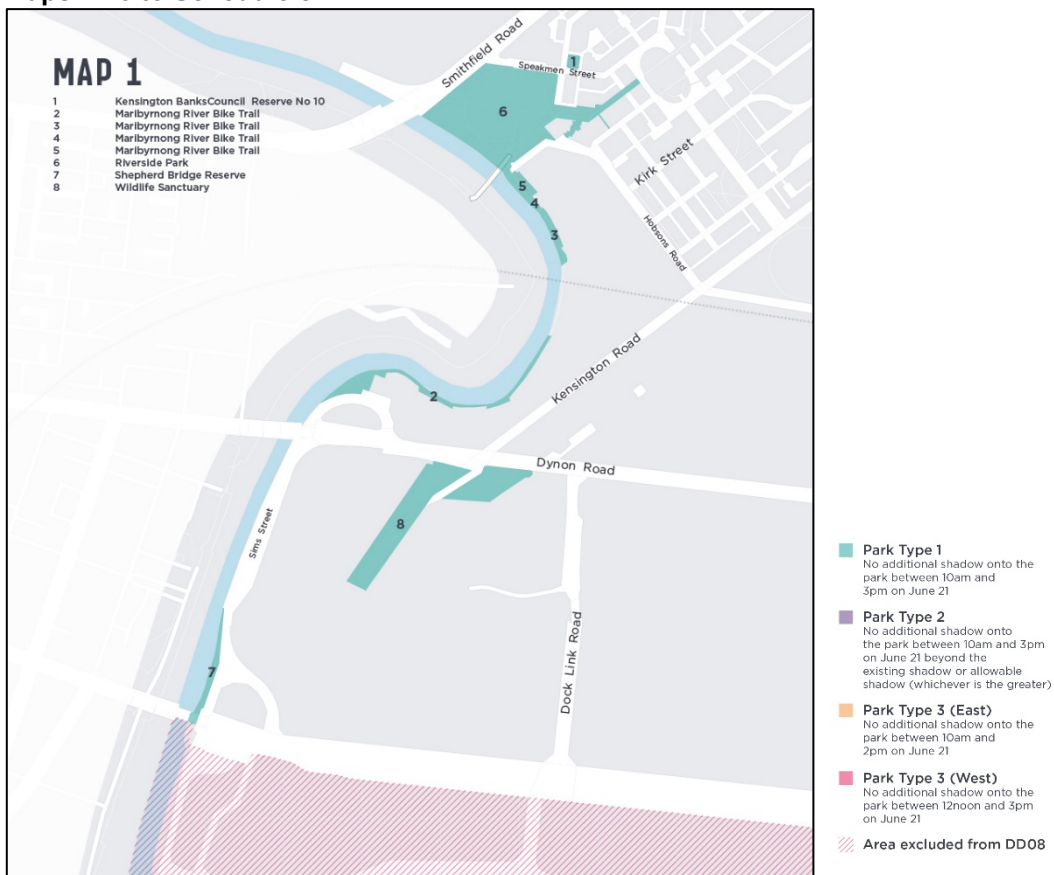 MAP 1
1 Kensington BanksCouncil Reserve No 10
2 Maribyrnong River Bike Trail
3 Maribyrnong River Bike Trail
4 Maribyrnong River Bike Trail
5 Maribyrnong River Bike Trail
6 Riverside Park
7 Shepherd Bridge Reserve
8 Wildlife Sanctuary
Smithfield Road
1
Speakmen Street
6
Kirk Street
5
4
3
Hobsons Road
Kensington Road
2
Dynon Road
8
Sims Street
7
Dock Link Road
Park Type 1
No additional shadow onto the
park between 10am and
3pm on June 21
Park Type 2
No additional shadow onto
the park between 10am and 3pm
on June 21 beyond the
existing shadow or allowable
shadow (whichever is the greater)
Park Type 3 (East)
No additional shadow onto the
park between 10am and
2pm on June 21
Park Type 3 (West)
No additional shadow onto the
park between 12noon and 3pm
on June 21
Area excluded from DDO8